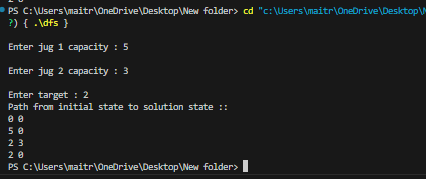 2 0
PS C:\Users\maitr\OneDrive\Desktop\New folder> cd "c:\Users\maitr\OneDrive\Desktop\N
?) { .\dfs }
Enter jug 1 capacity : 5
Enter jug 2 capacity : 3
Enter target : 2
Path from initial state to solution state ::
0 0
5 0
2 3
2 0
PS C:\Users\maitr\OneDrive\Desktop\New folder>